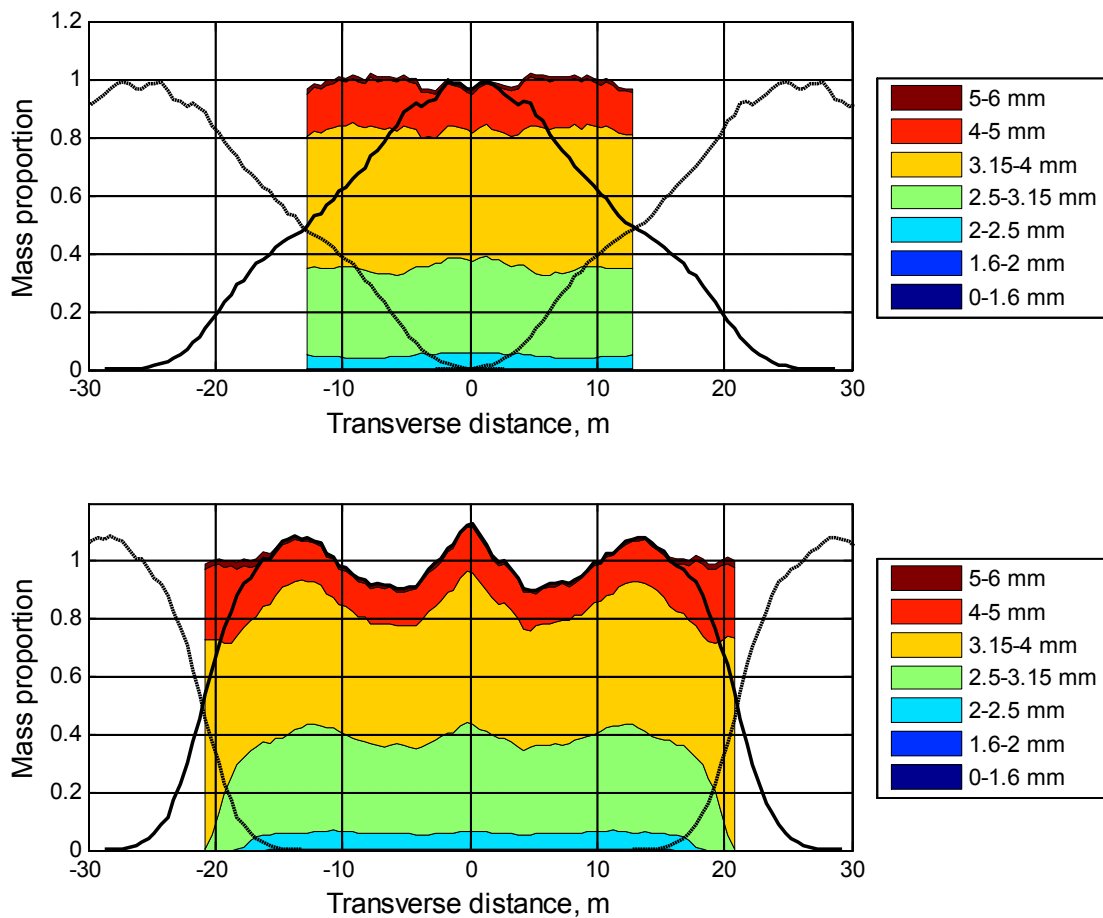 1.2
1
0.8
0.6
0.4
0.2
0
Mass proportion
-30 -20 -10 0 10 20 30
Transverse distance, m
5-6 mm
4-5 mm
3.15-4 mm
2.5-3.15 mm
2-2.5 mm
1.6-2 mm
0-1.6 mm
1
0.8
0.6
0.4
0.2
0
Mass proportion
-30 -20 -10 0 10 20 30
Transverse distance, m
5-6 mm
4-5 mm
3.15-4 mm
2.5-3.15 mm
2-2.5 mm
1.6-2 mm
0-1.6 mm